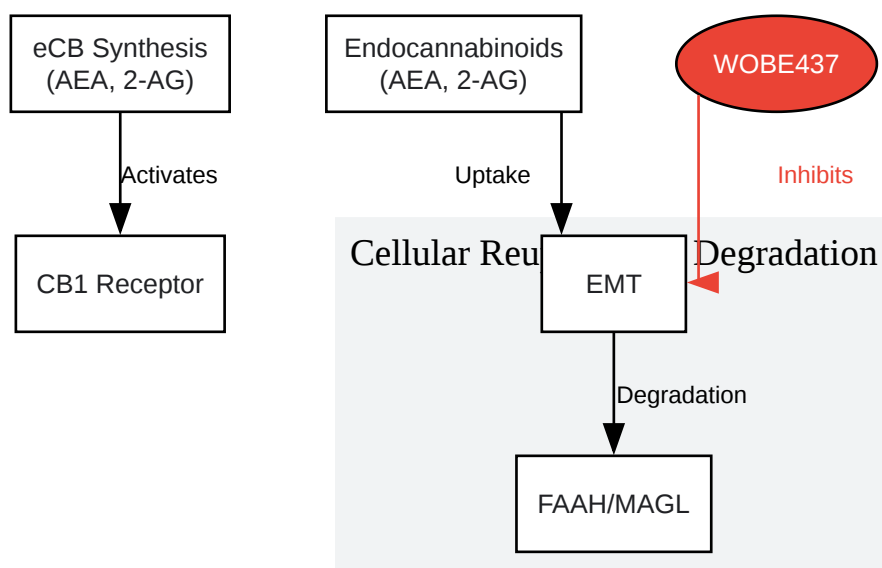 eCB Synthesis
(AEA, 2-AG)
Endocannabinoids
(AEA, 2-AG)
WOBE437
Activates
Uptake
Inhibits
Cellular Reu Degradation
CB1 Receptor
EMT
Degradation
FAAH/MAGL